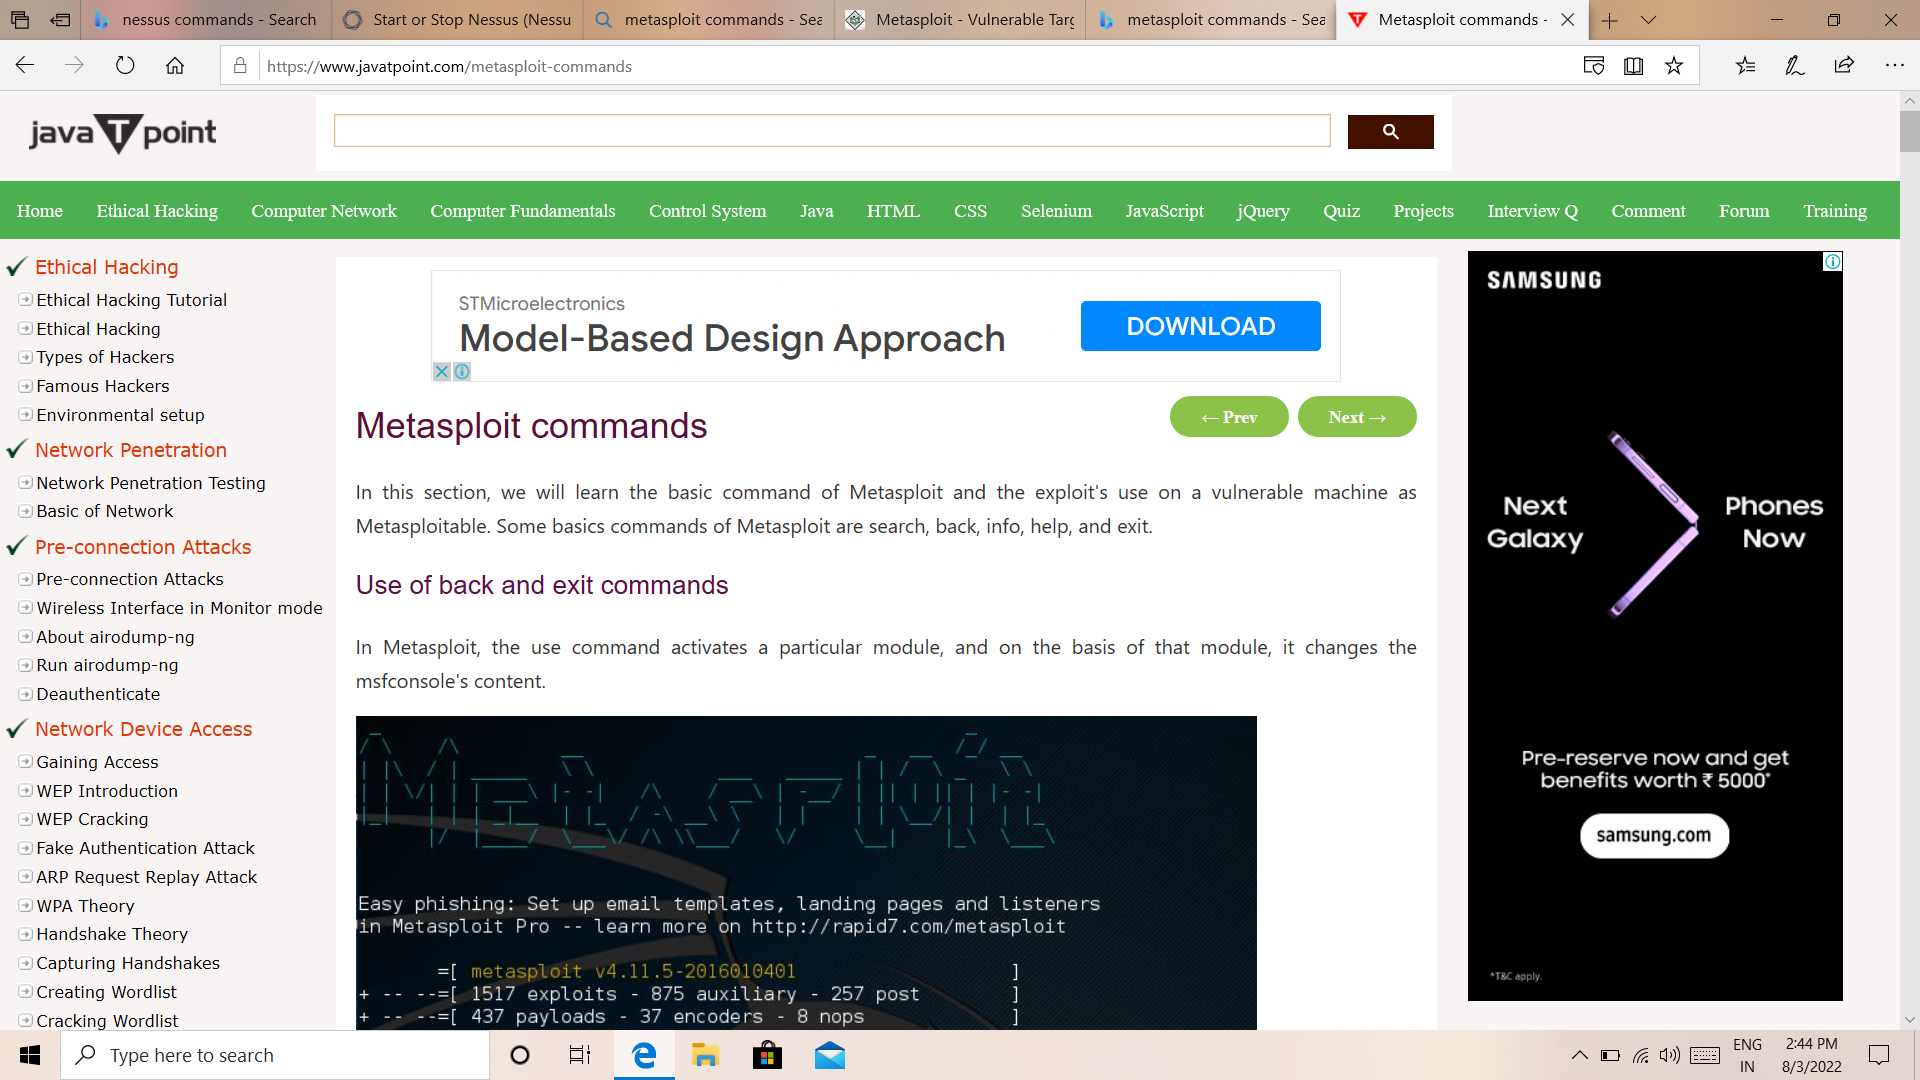 nessus commands - Search
Start or Stop Nessus (Nessu
metasploit commands - Sea
Metasploit - Vulnerable Targ
metasploit commands - Sea
Metasploit commands -
https://www.javatpoint.com/metasploit-commands
javaTpoint
Home Ethical Hacking Computer Network Computer Fundamentals Control System Java HTML CSS Selenium JavaScript jQuery Quiz Projects Interview Q Comment Forum Training
Ethical Hacking
Ethical Hacking Tutorial
Ethical Hacking
Types of Hackers
Famous Hackers
Environmental setup
Network Penetration
Network Penetration Testing
Basic of Network
Pre-connection Attacks
Pre-connection Attacks
Wireless Interface in Monitor mode
About airodump-ng
Run airodump-ng
Deauthenticate
Network Device Access
Gaining Access
WEP Introduction
WEP Cracking
Fake Authentication Attack
ARP Request Replay Attack
WPA Theory
Handshake Theory
Capturing Handshakes
Creating Wordlist
Cracking Wordlist
STMicroelectronics
Model-Based Design Approach
DOWNLOAD
Metasploit commands
← Prev
Next →
In this section, we will learn the basic command of Metasploit and the exploit's use on a vulnerable machine as
Metasploitable. Some basics commands of Metasploit are search, back, info, help, and exit.
Use of back and exit commands
In Metasploit, the use command activates a particular module, and on the basis of that module, it changes the
msfconsole's content.
Metasploit
Easy phishing: Set up email templates, landing pages and listeners
in Metasploit Pro -- learn more on http://rapid7.com/metasploit
=[ metasploit v4.11.5-2016010401 ]
+ -- --=[ 1517 exploits - 875 auxiliary - 257 post ]
+ -- --=[ 437 payloads - 37 encoders - 8 nops ]
SAMSUNG
Next
Galaxy
Phones
Now
Pre-reserve now and get
benefits worth ₹ 5000*
samsung.com
*T&C apply.
Type here to search
ENG
IN
2:44 PM
8/3/2022